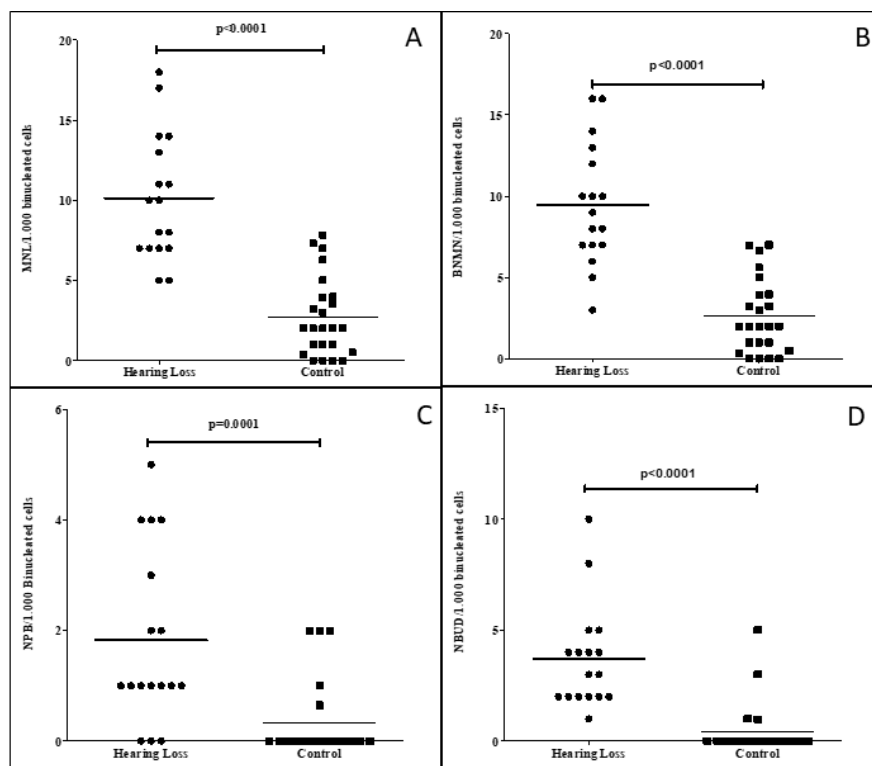 A
p<0.0001
20
15
10
5
0
MNL/1.000 binucleated cells
Hearing Loss
Control
B
p<0.0001
20
15
10
5
0
BNMN/1.000 binucleated cells
Hearing Loss
Control
C
p=0.0001
6
4
2
0
NPB/1.000 Binucleated cells
Hearing Loss
Control
D
p<0.0001
15
10
5
0
NBUD/1.000 binucleated cells
Hearing Loss
Control